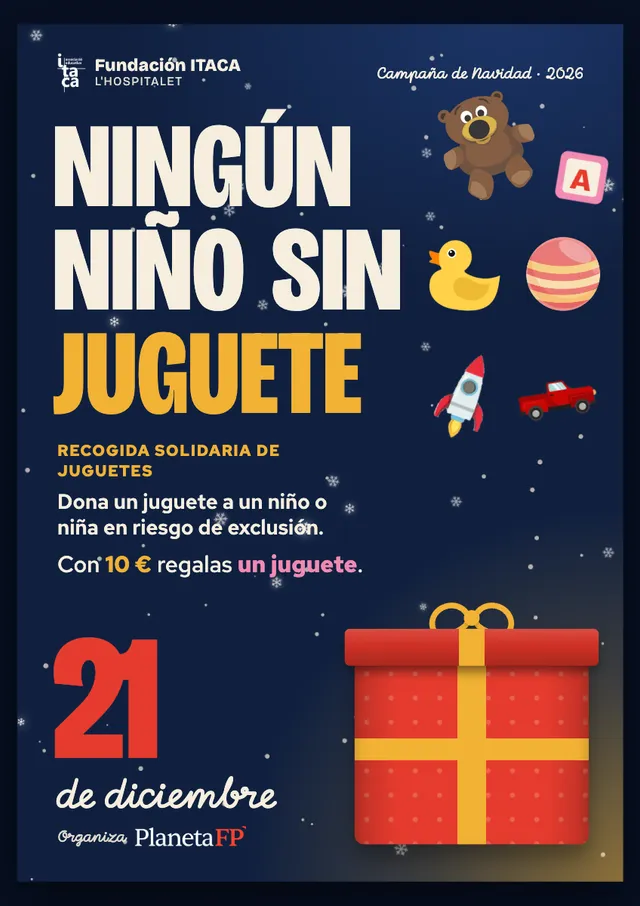 itaca
Fundación ITACA
L'HOSPITALET
Campaña de Navidad · 2026
NINGÚN
NIÑO SIN
JUGUETE
A
RECOGIDA SOLIDARIA DE
JUGUETES
Dona un juguete a un niño o
niña en riesgo de exclusión.
Con 10 € regalas un juguete.
21
de diciembre
Organiza, PlanetaFP